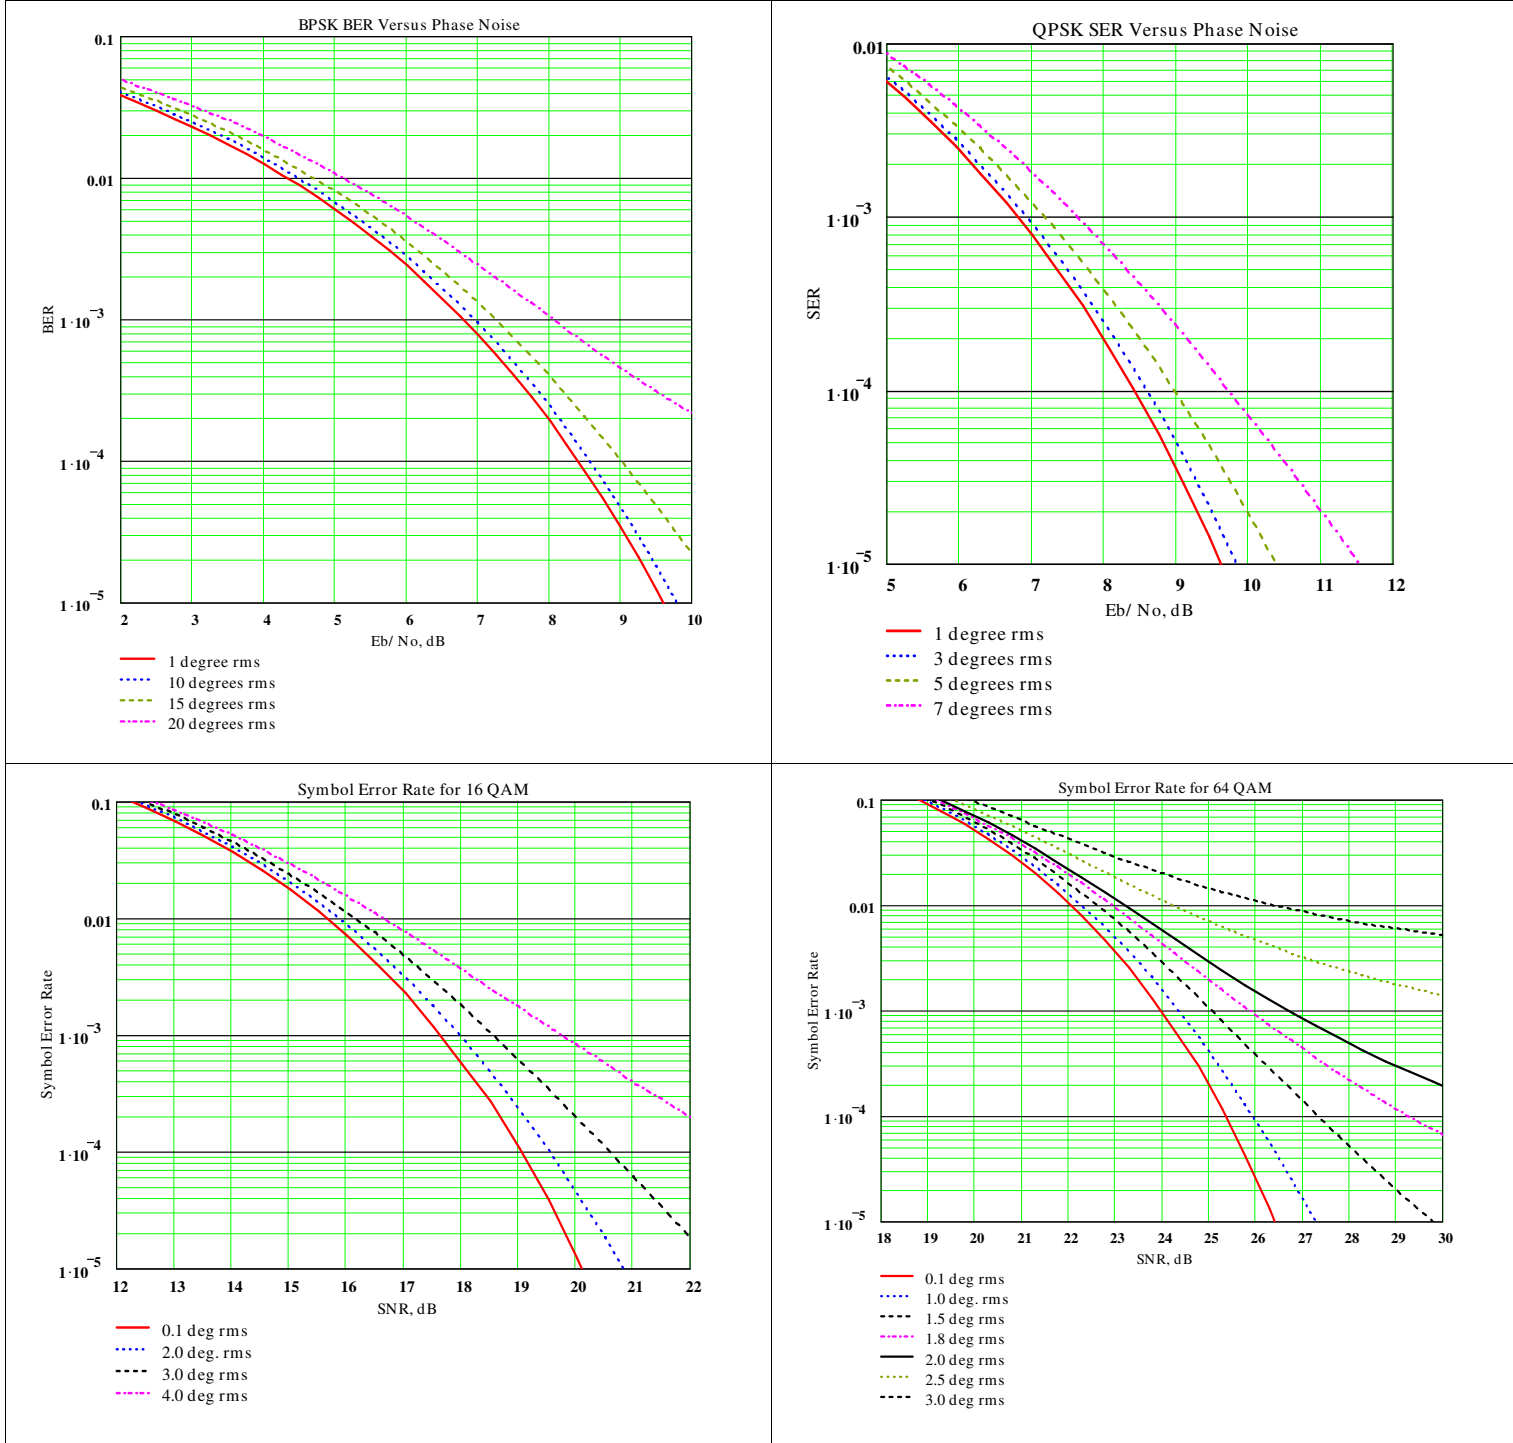 BPSK BER Versus Phase Noise
0.1
0.01
1·10⁻³
1·10⁻⁴
1·10⁻⁵
BER
2 3 4 5 6 7 8 9 10
Eb/ No, dB
1 degree rms
10 degrees rms
15 degrees rms
20 degrees rms
QPSK SER Versus Phase Noise
0.01
1·10⁻³
1·10⁻⁴
1·10⁻⁵
SER
5 6 7 8 9 10 11 12
Eb/ No, dB
1 degree rms
3 degrees rms
5 degrees rms
7 degrees rms
Symbol Error Rate for 16 QAM
0.1
0.01
1·10⁻³
1·10⁻⁴
1·10⁻⁵
Symbol Error Rate
12 13 14 15 16 17 18 19 20 21 22
SNR, dB
0.1 deg rms
2.0 deg. rms
3.0 deg rms
4.0 deg rms
Symbol Error Rate for 64 QAM
0.1
0.01
1·10⁻³
1·10⁻⁴
1·10⁻⁵
Symbol Error Rate
18 19 20 21 22 23 24 25 26 27 28 29 30
SNR, dB
0.1 deg rms
1.0 deg. rms
1.5 deg rms
1.8 deg rms
2.0 deg rms
2.5 deg rms
3.0 deg rms